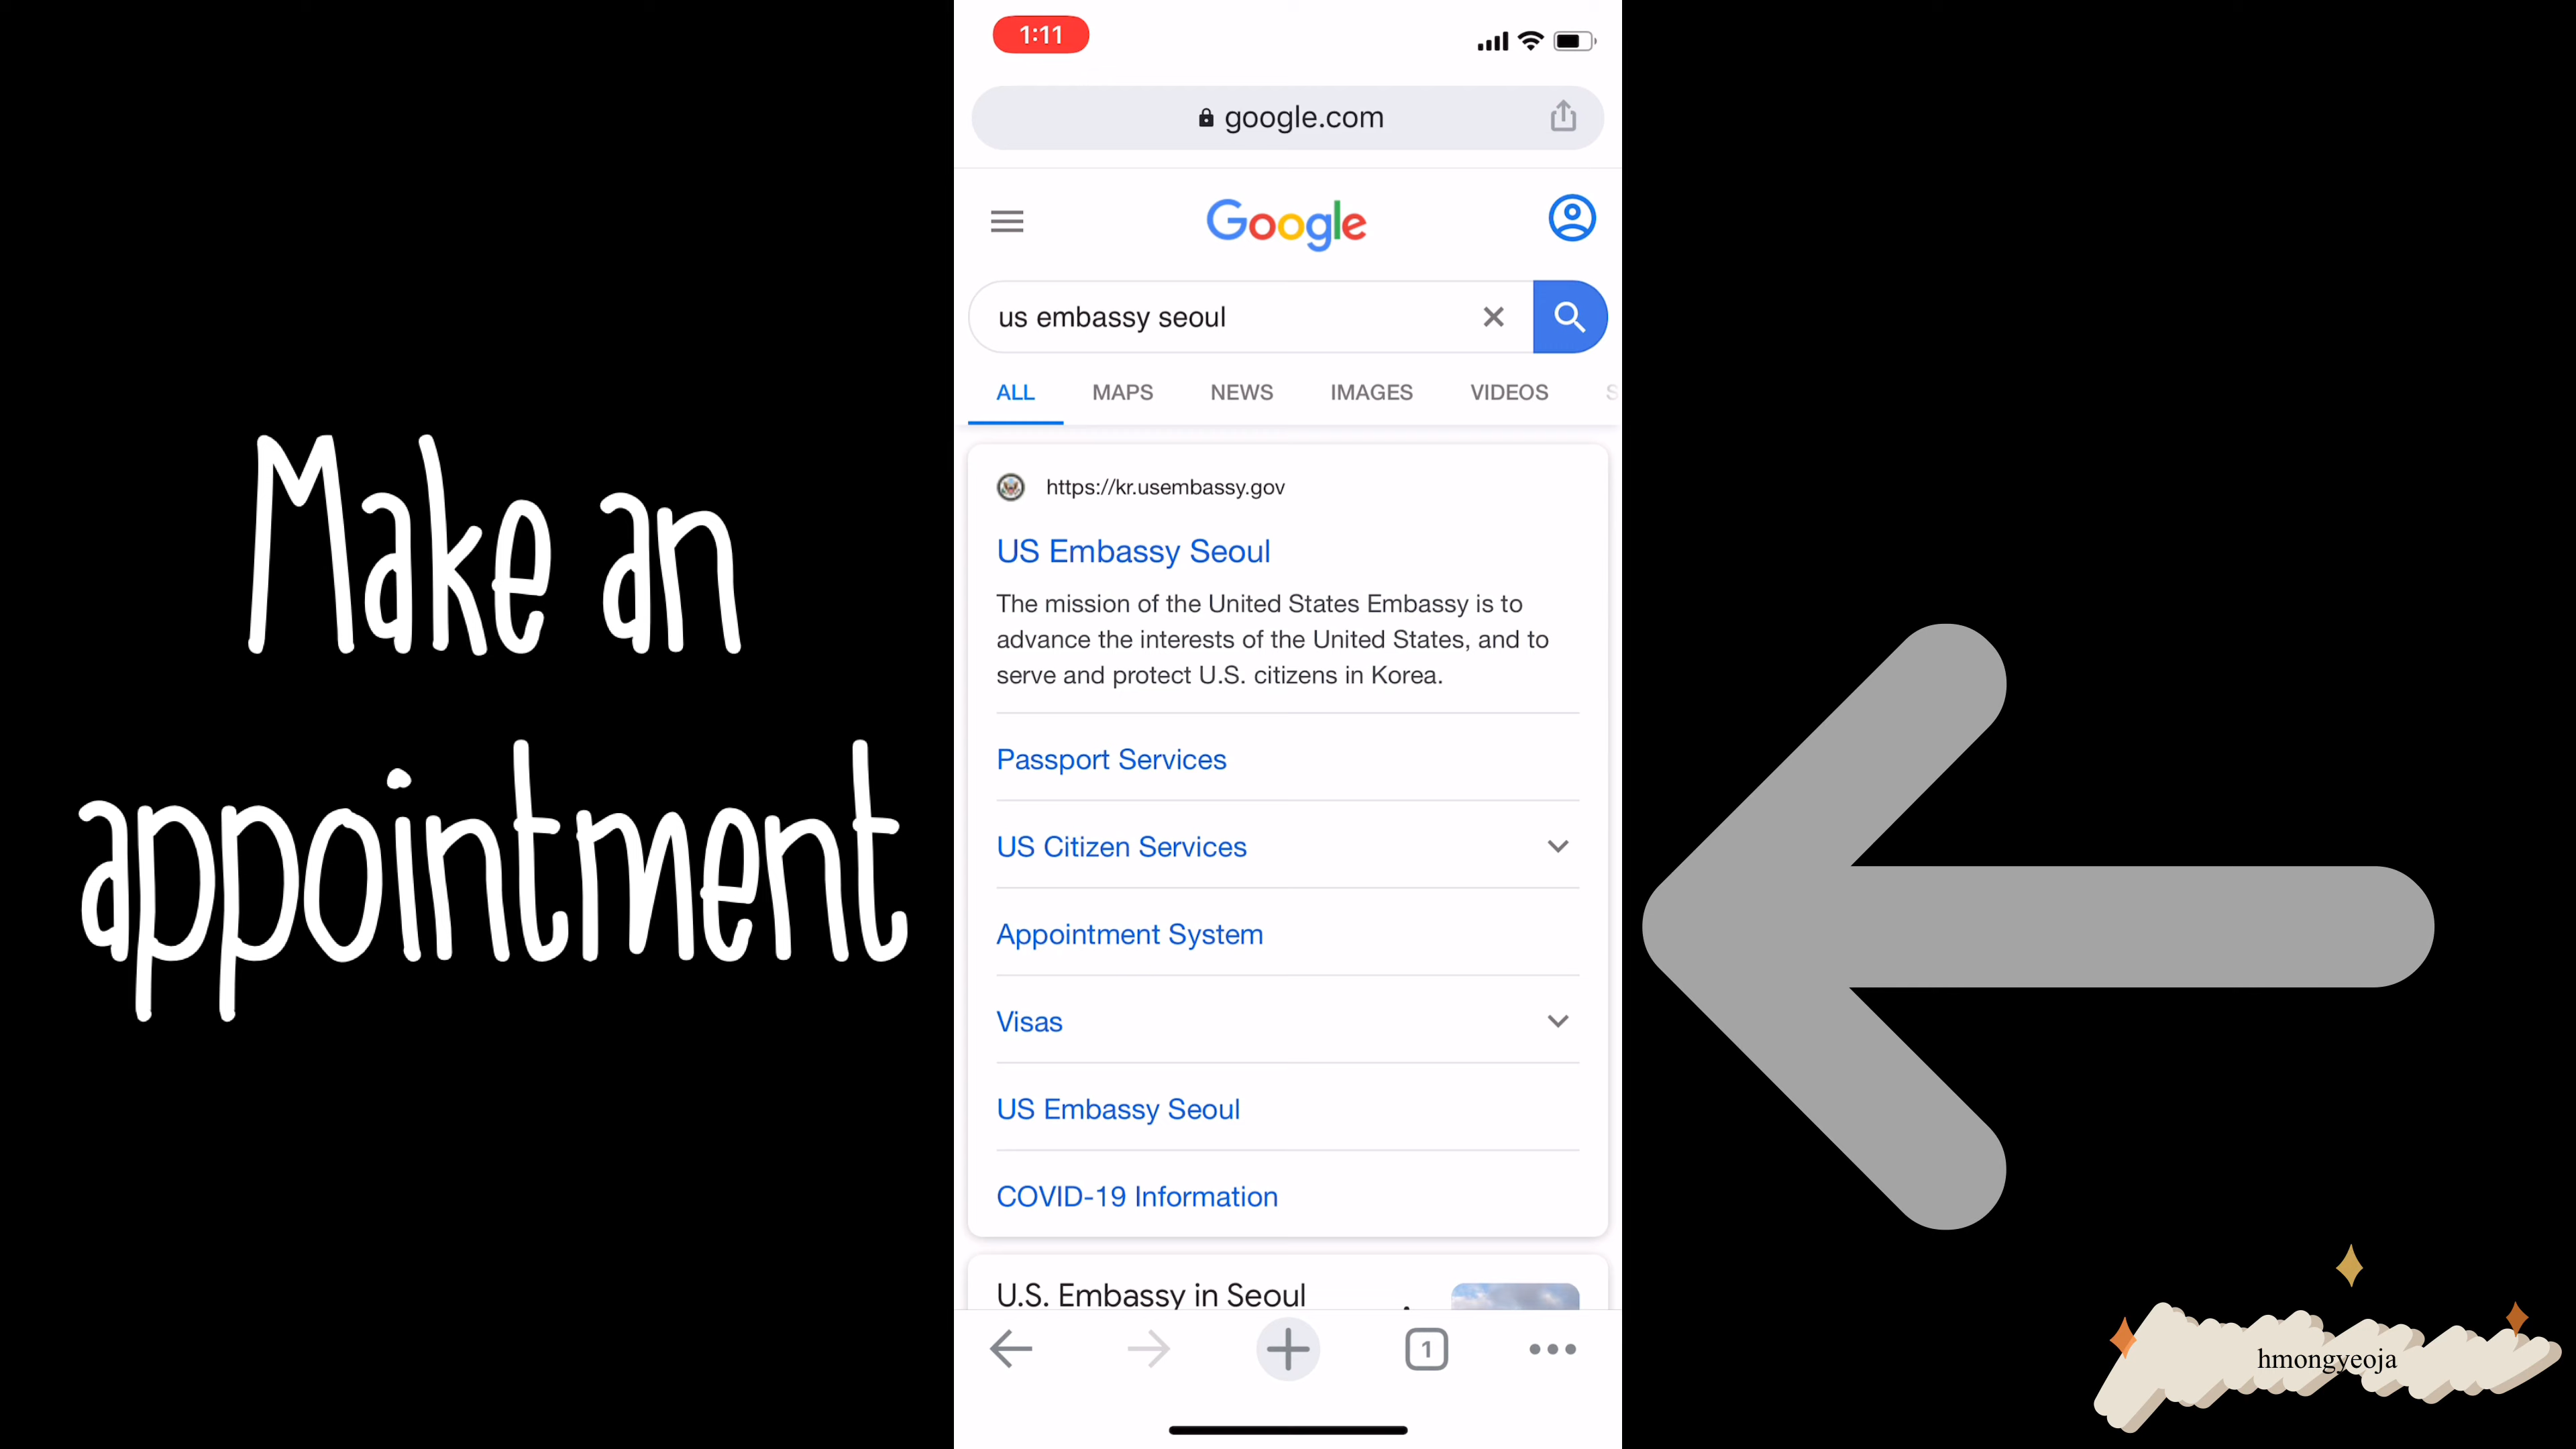 Make an
appointment
1:11
google.com
Google
us embassy seoul
ALL MAPS NEWS IMAGES VIDEOS S
https://kr.usembassy.gov
US Embassy Seoul
The mission of the United States Embassy is to
advance the interests of the United States, and to
serve and protect U.S. citizens in Korea.
Passport Services
US Citizen Services
Appointment System
Visas
US Embassy Seoul
COVID-19 Information
U.S. Embassy in Seoul
1
hmongyeoja